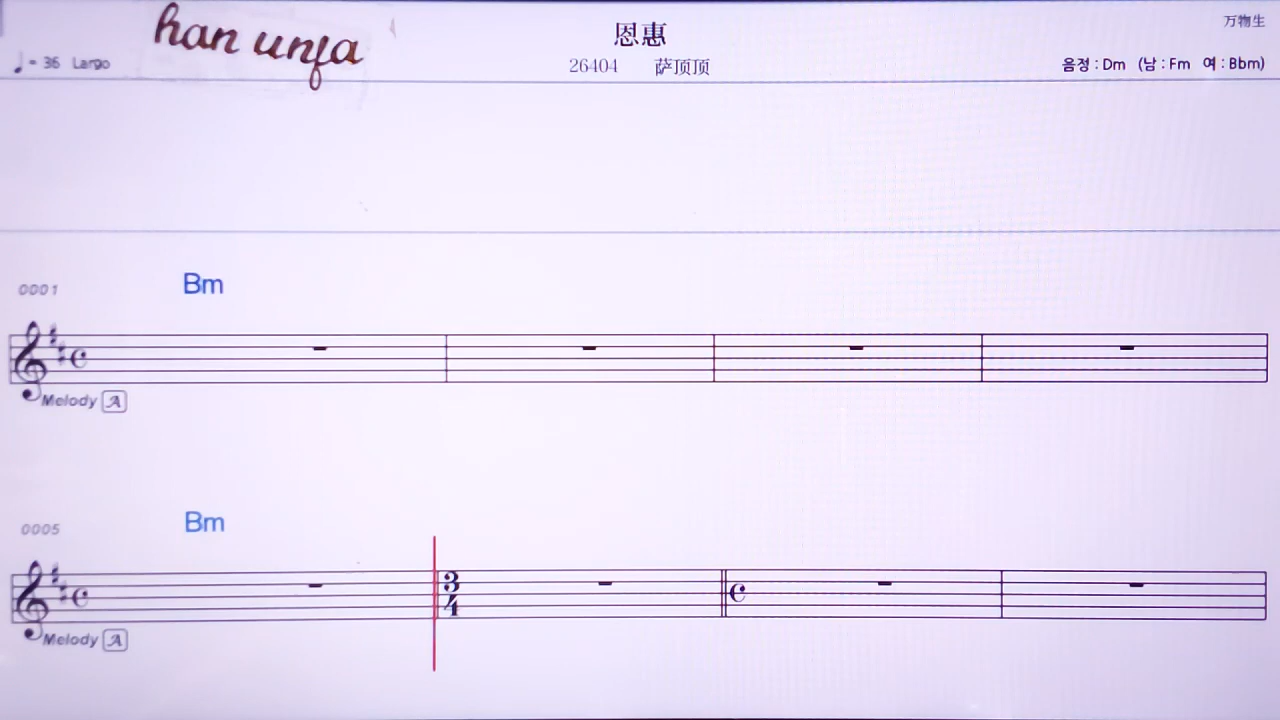 han unfa
恩惠
万物生
♩= 36 Largo
26404 萨顶顶
음정 : Dm (남 : Fm 여 : Bbm)
0001 Bm
Melody A
0005 Bm
3
4
Melody A